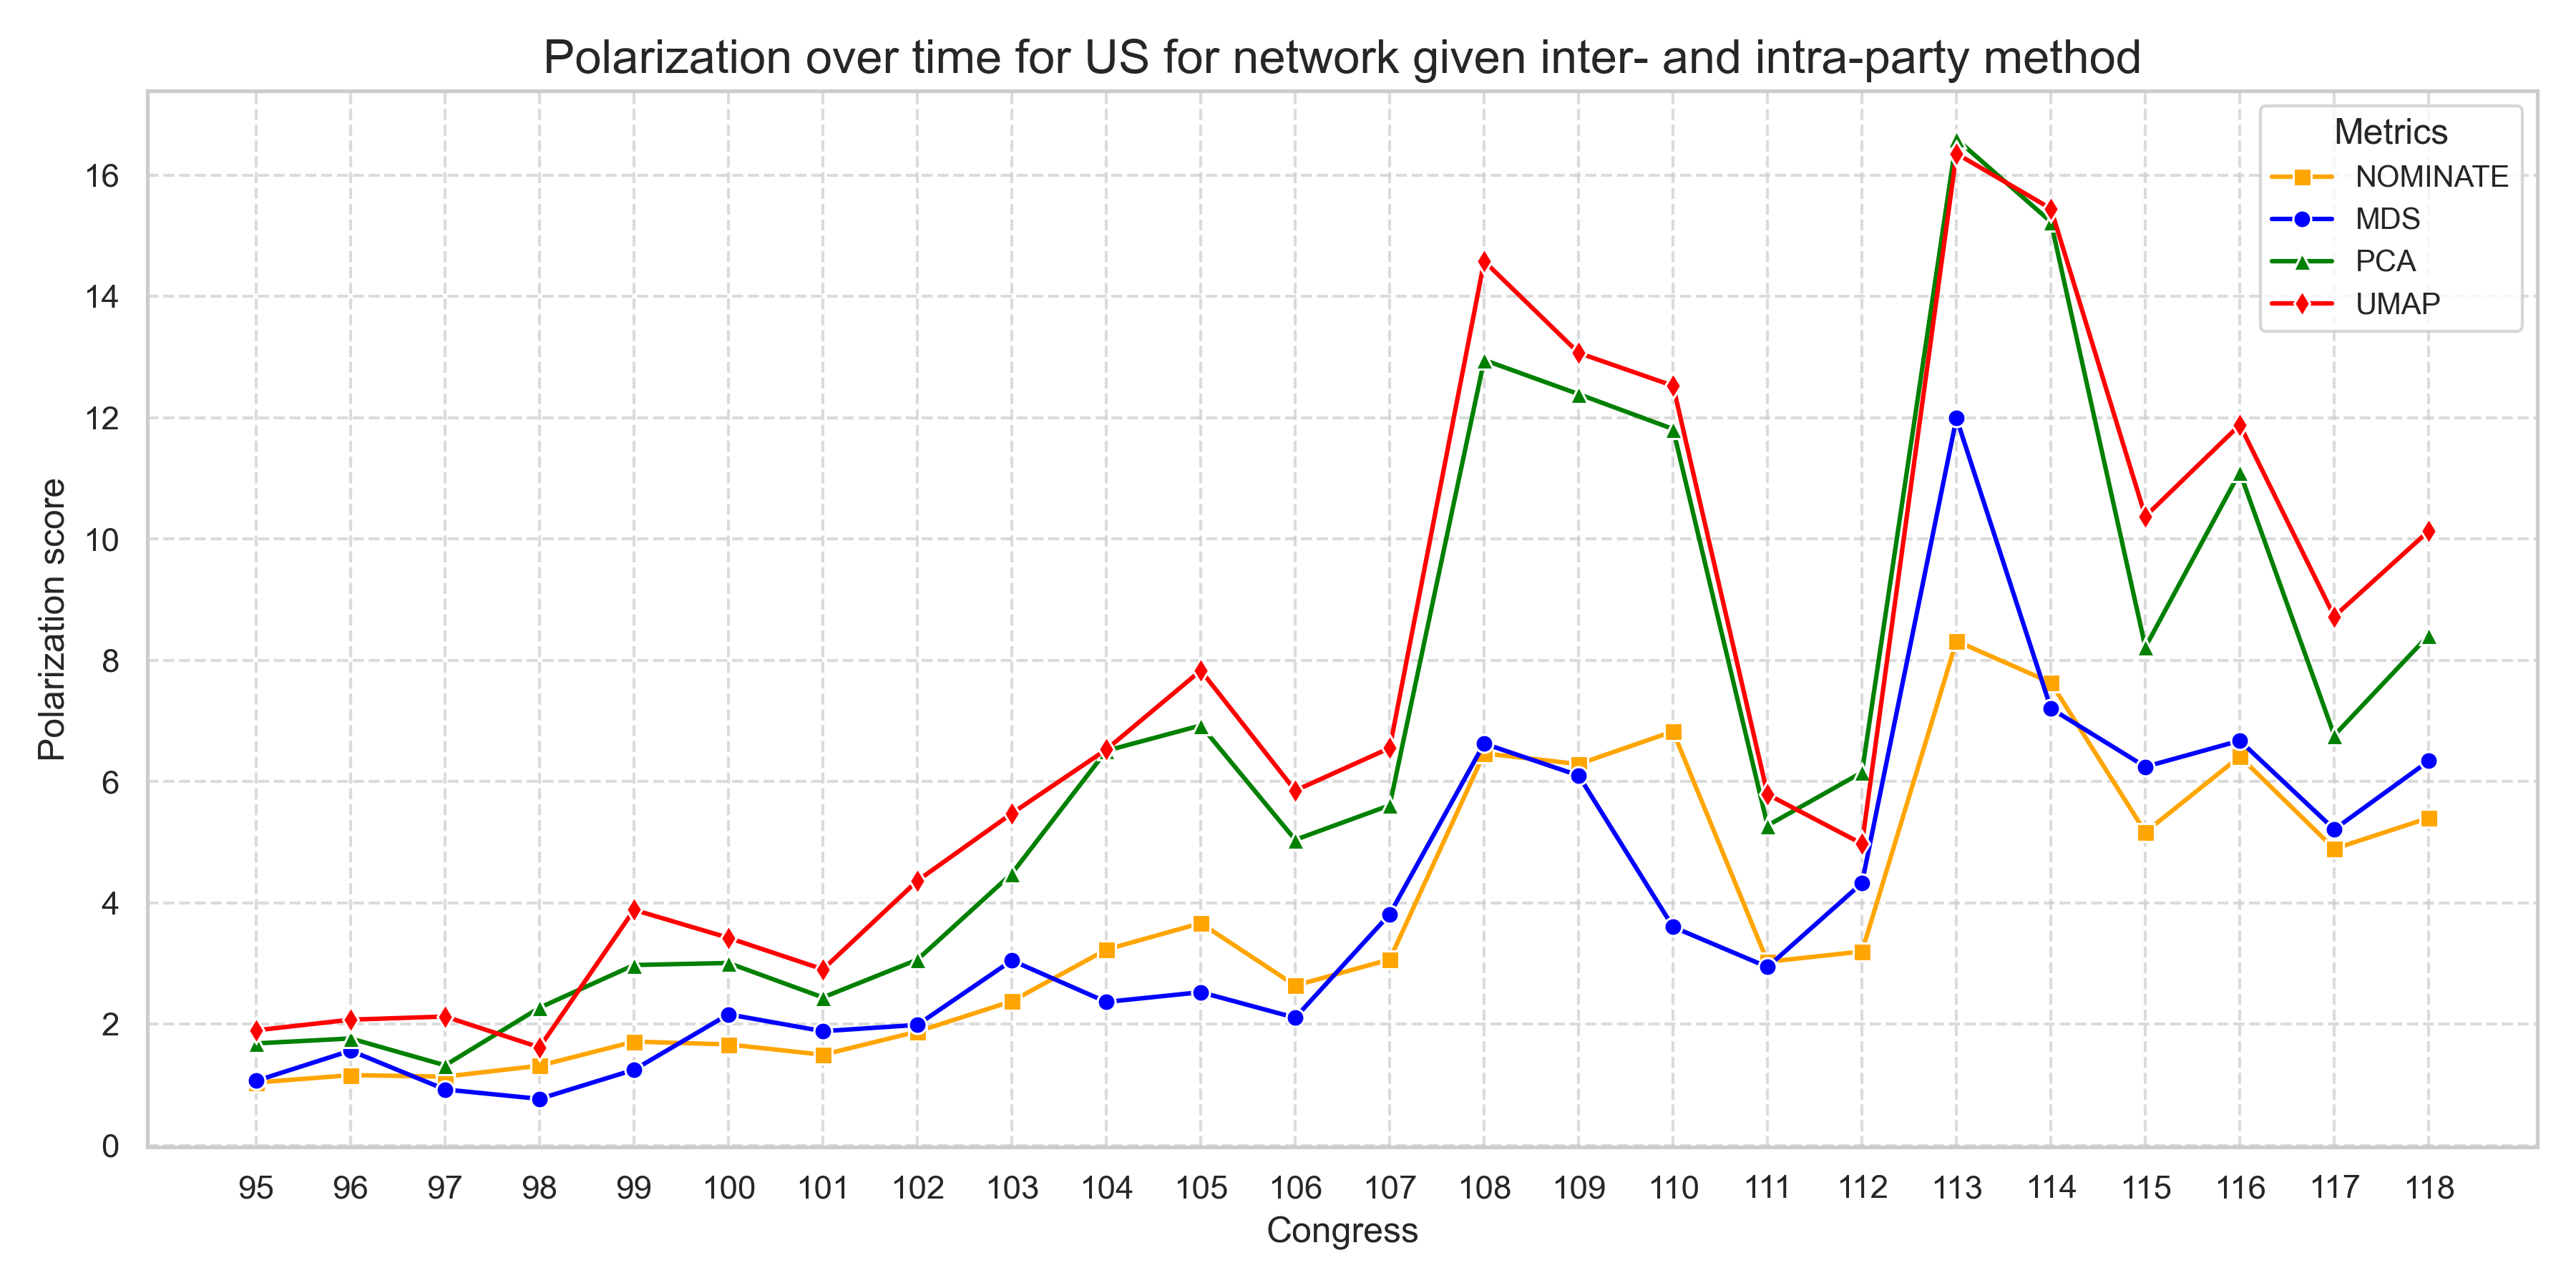 Polarization over time for US for network given inter- and intra-party method
Metrics
NOMINATE
MDS
PCA
UMAP
Polarization score
16
14
12
10
8
6
4
2
0
95 96 97 98 99 100 101 102 103 104 105 106 107 108 109 110 111 112 113 114 115 116 117 118
Congress